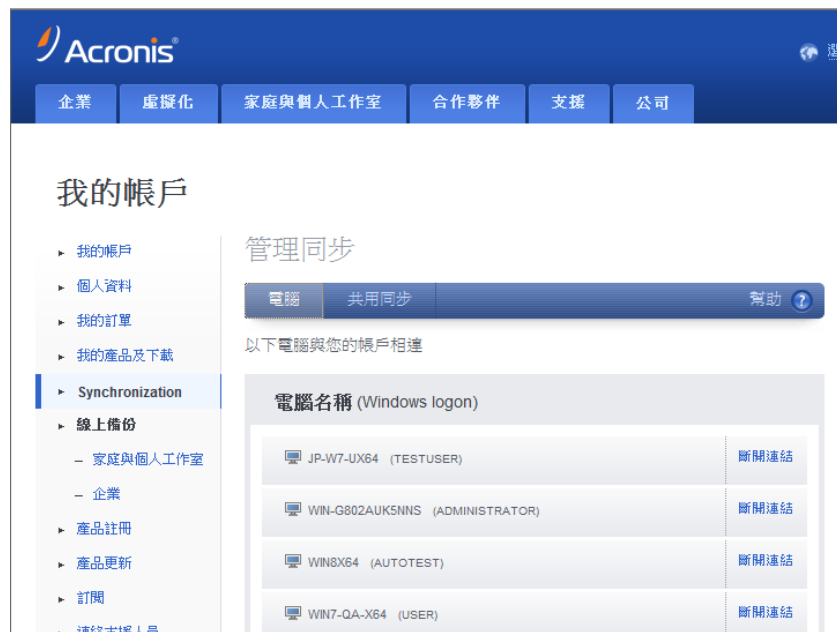 Acronis®
企業 虛擬化 家庭與個人工作室 合作夥伴 支援 公司
我的帳戶
我的帳戶
個人資料
我的訂單
我的產品及下載
Synchronization
線上備份
– 家庭與個人工作室
– 企業
產品註冊
產品更新
訂閱
連絡支援人員
管理同步
電腦 共用同步 幫助 ?
以下電腦與您的帳戶相連
電腦名稱 (Windows logon)
JP-W7-UX64 (TESTUSER) 斷開連結
WIN-G802AUK5NNS (ADMINISTRATOR) 斷開連結
WIN8X64 (AUTOTEST) 斷開連結
WIN7-QA-X64 (USER) 斷開連結